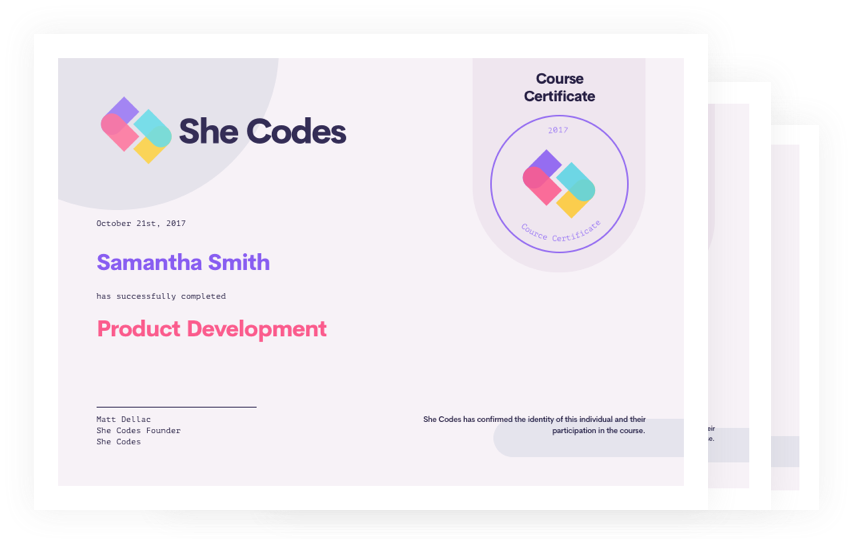 She Codes
Course
Certificate
2017
Cource Certificate
October 21st, 2017
Samantha Smith
has successfully completed
Product Development
Matt Dellac
She Codes Founder
She Codes
She Codes has confirmed the identity of this individual and their
participation in the course.
eir
e.